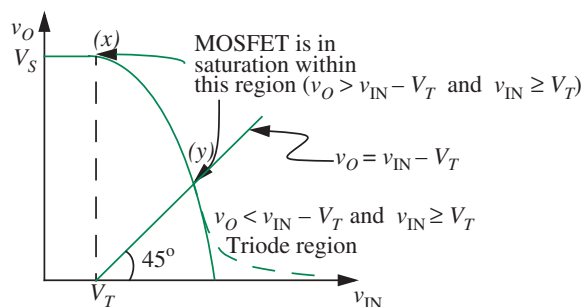 v_O
V_S
(x)
MOSFET is in
saturation within
this region (v_O > v_IN – V_T and v_IN ≥ V_T)
(y)
v_O = v_IN – V_T
v_O < v_IN – V_T and v_IN ≥ V_T
Triode region
45°
V_T
v_IN